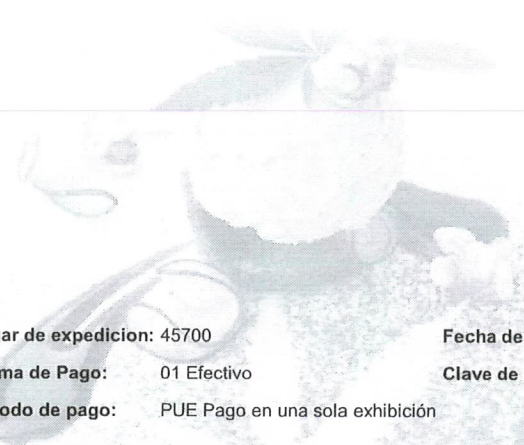 ar de expedicion: 45700 Fecha de
ma de Pago: 01 Efectivo Clave de
odo de pago: PUE Pago en una sola exhibición